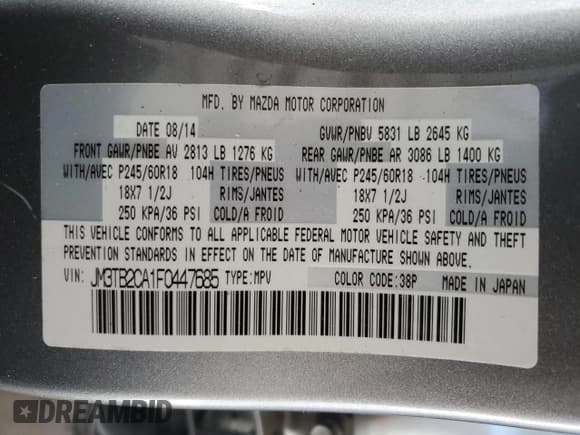 MFD. BY MAZDA MOTOR CORPORATION
DATE 08/14 GVWR/PNBV 5831 LB 2645 KG
FRONT GAWR/PNBE AV 2813 LB 1276 KG REAR GAWR/PNBE AR 3086 LB 1400 KG
WITH/AVEC P245/60R18 104H TIRES/PNEUS WITH/AVEC P245/60R18 104H TIRES/PNEUS
18X7 1/2J RIMS/JANTES 18X7 1/2J RIMS/JANTES
250 KPA/36 PSI COLD/A FROID 250 KPA/36 PSI COLD/A FROID
THIS VEHICLE CONFORMS TO ALL APPLICABLE FEDERAL MOTOR VEHICLE SAFETY AND THEFT
PREVENTION STANDARDS IN EFFECT ON THE DATE OF MANUFACTURE SHOWN ABOVE.
VIN: JM3TB2CA1F0447685 TYPE:MPV COLOR CODE:38P MADE IN JAPAN
DREAMBID